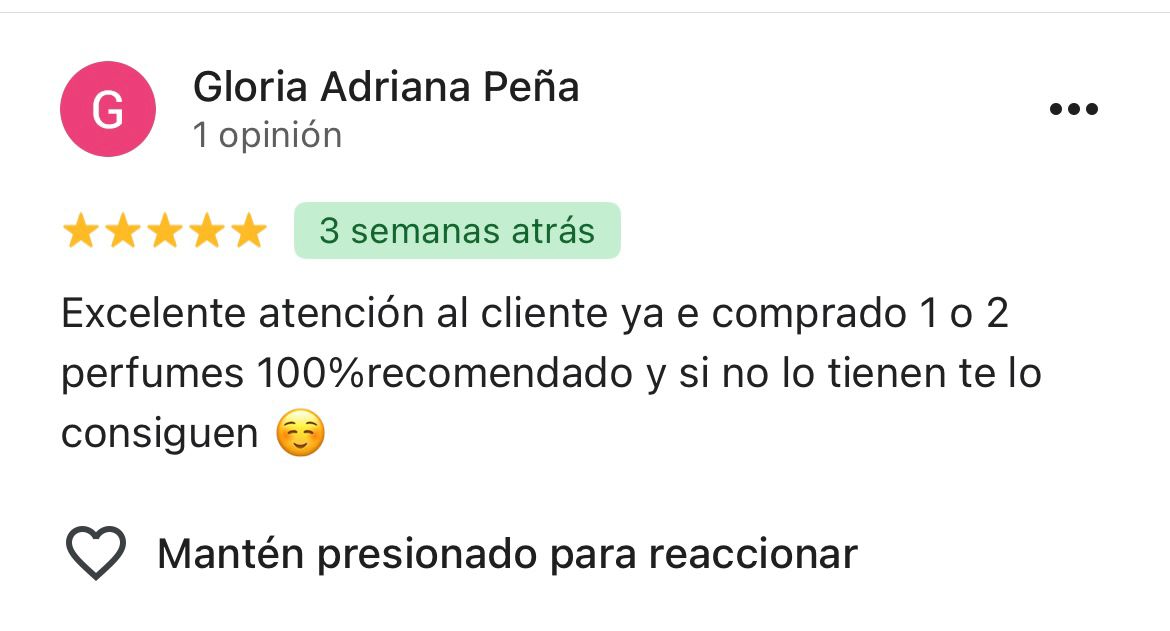 G
Gloria Adriana Peña
1 opinión
3 semanas atrás
Excelente atención al cliente ya e comprado 1 o 2
perfumes 100%recomendado y si no lo tienen te lo
consiguen ☺️
Mantén presionado para reaccionar